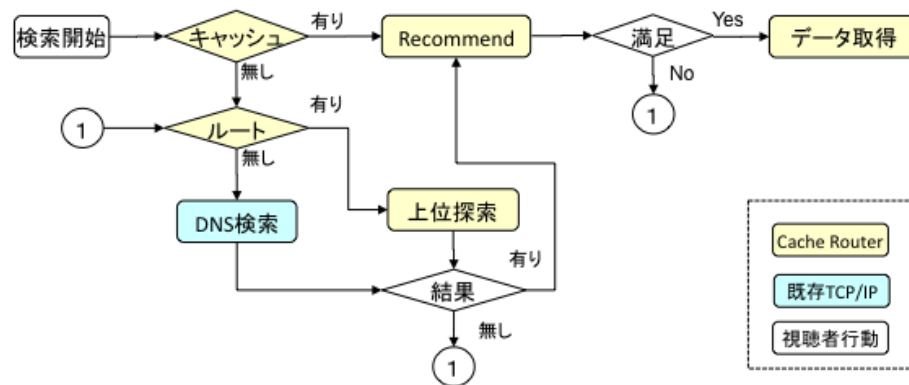 検索開始
キャッシュ
有り
Recommend
満足
Yes
データ取得
無し
No
1
1
ルート
有り
無し
DNS検索
上位探索
有り
結果
無し
1
Cache Router
既存TCP/IP
視聴者行動